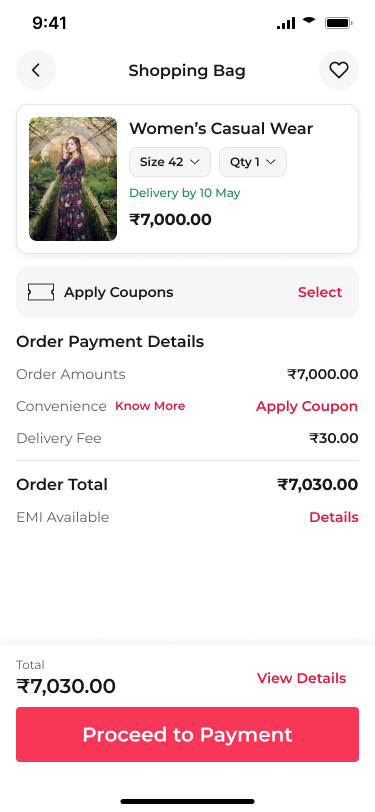 9:41
Shopping Bag
Women’s Casual Wear
Size 42 Qty 1
Delivery by 10 May
₹7,000.00
Apply Coupons Select
Order Payment Details
Order Amounts ₹7,000.00
Convenience Know More Apply Coupon
Delivery Fee ₹30.00
Order Total ₹7,030.00
EMI Available Details
Total
₹7,030.00 View Details
Proceed to Payment